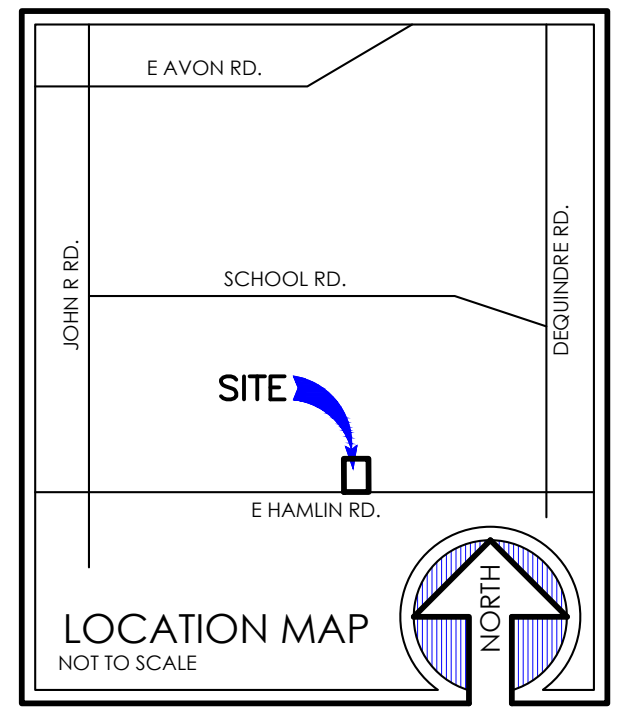 E AVON RD.
JOHN R RD.
DEQUINDRE RD.
SCHOOL RD.
SITE
E HAMLIN RD.
NORTH
LOCATION MAP
NOT TO SCALE